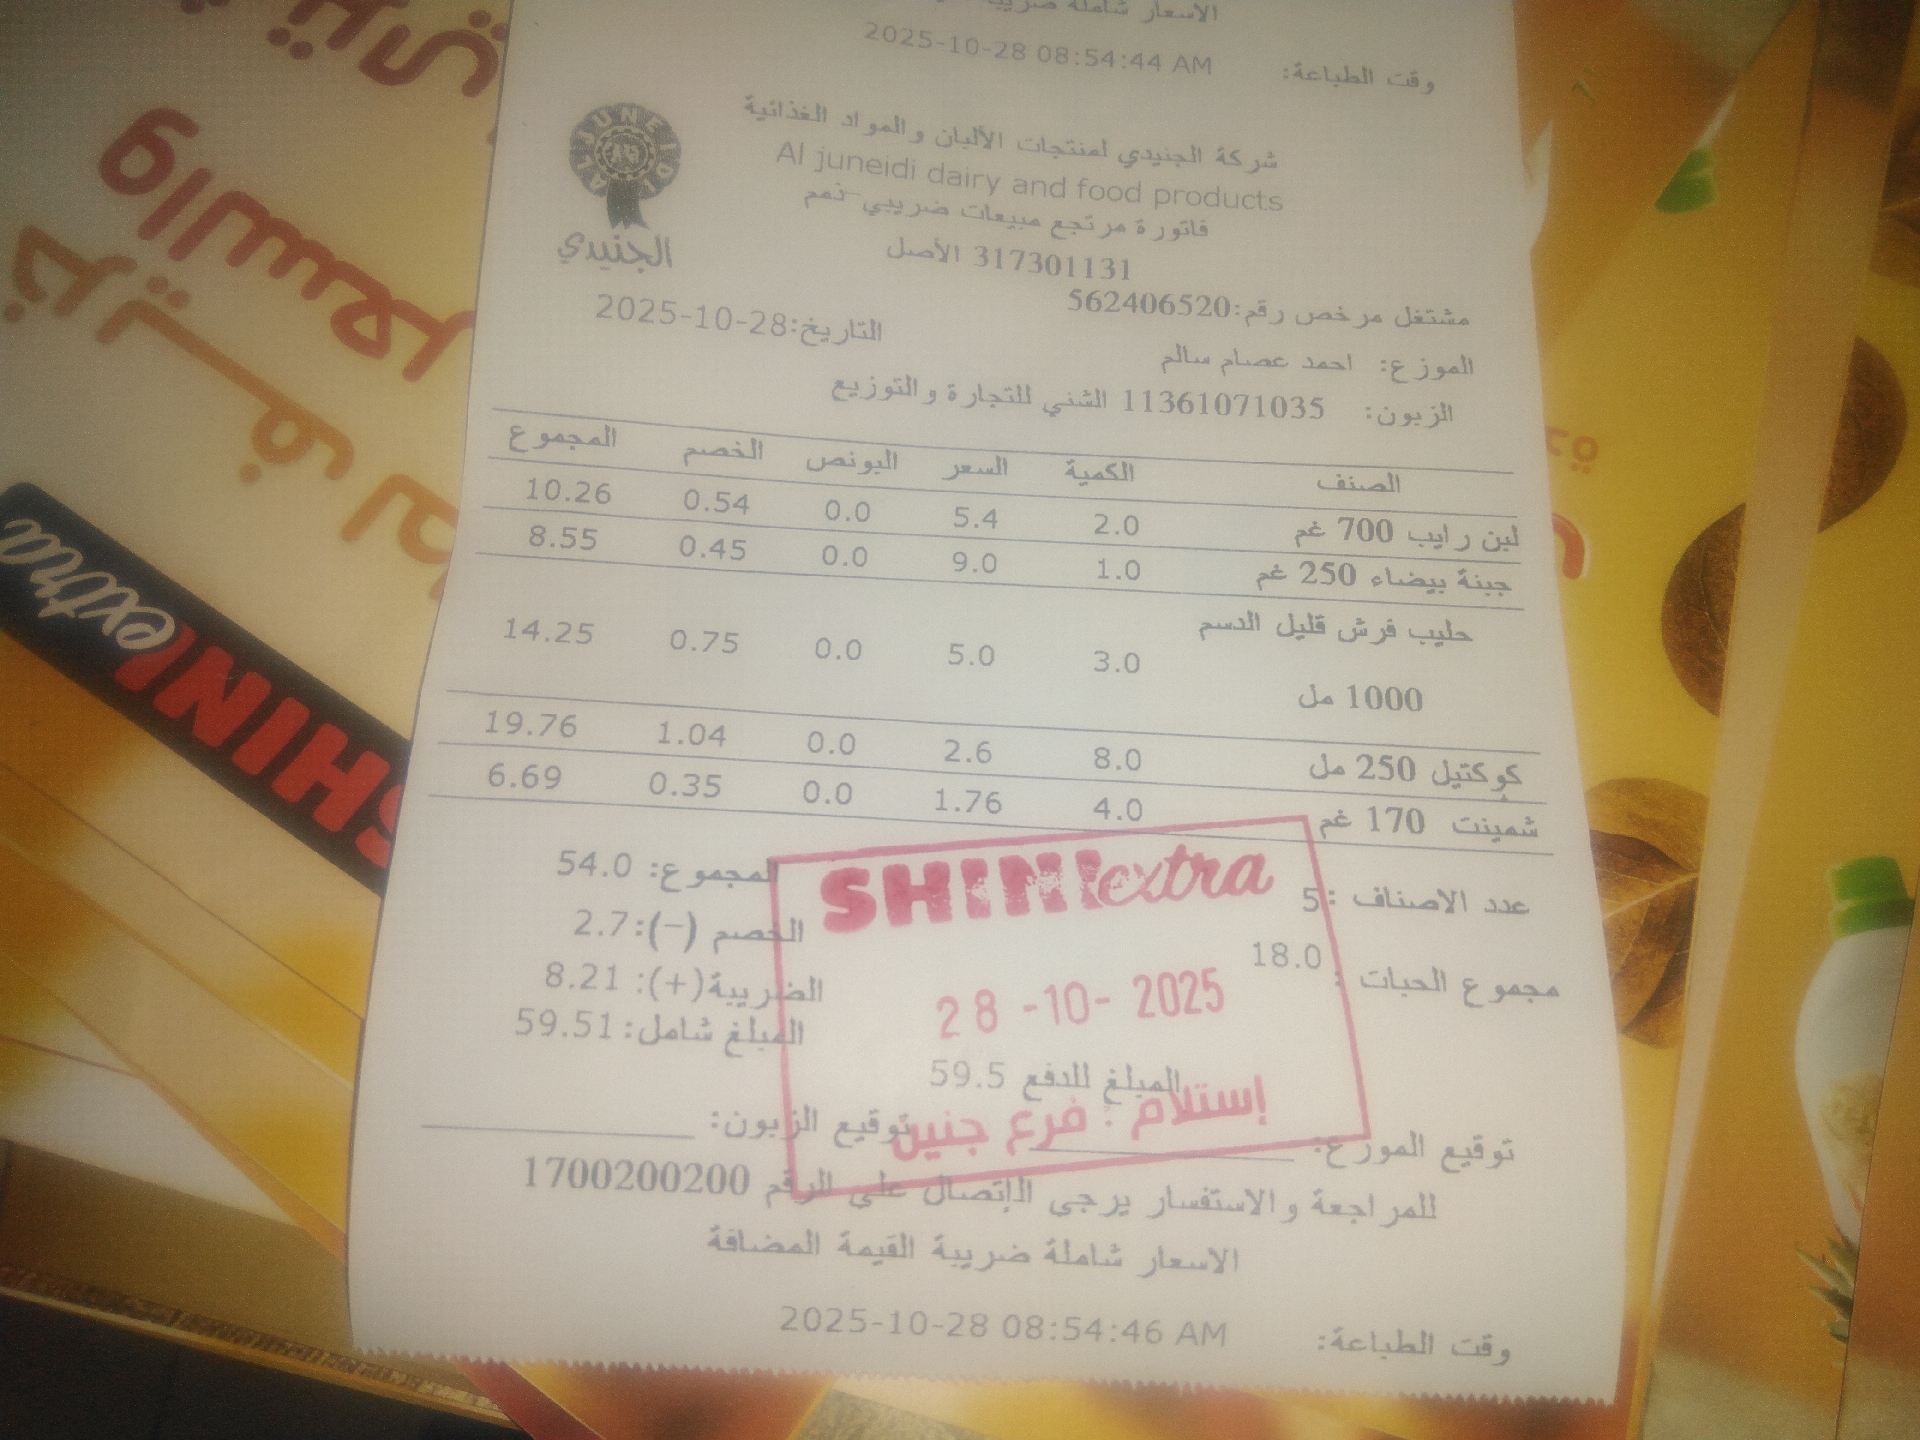 الاسعار شاملة
وقت الطباعة: 2025-10-28 08:54:44 AM
AL JUNEIDI
الجنيدي
شركة الجنيدي لمنتجات الألبان والمواد الغذائية
Al juneidi dairy and food products
فاتورة مرتجع مبيعات ضريبي-ذمم
317301131 الأصل
مشتغل مرخص رقم:562406520
الموزع: احمد عصام سالم التاريخ:2025-10-28
الزبون: 11361071035 الشني للتجارة والتوزيع
الصنف الكمية السعر البونص الخصم المجموع
لبن رايب 700 غم 2.0 5.4 0.0 0.54 10.26
جبنة بيضاء 250 غم 1.0 9.0 0.0 0.45 8.55
حليب فرش قليل الدسم 3.0 5.0 0.0 0.75 14.25
1000 مل
كوكتيل 250 مل 8.0 2.6 0.0 1.04 19.76
شمينت 170 غم 4.0 1.76 0.0 0.35 6.69
عدد الاصناف :5 المجموع: 54.0
مجموع الحبات : 18.0 الخصم (-):2.7
الضريبة(+): 8.21
المبلغ شامل: 59.51
SHINI extra
28 -10- 2025
المبلغ للدفع 59.5
إستلام : فرع جنين
توقيع الموزع: توقيع الزبون:
للمراجعة والاستفسار يرجى الإتصال على الرقم 1700200200
الاسعار شاملة ضريبة القيمة المضافة
وقت الطباعة: 2025-10-28 08:54:46 AM
SHINI extra